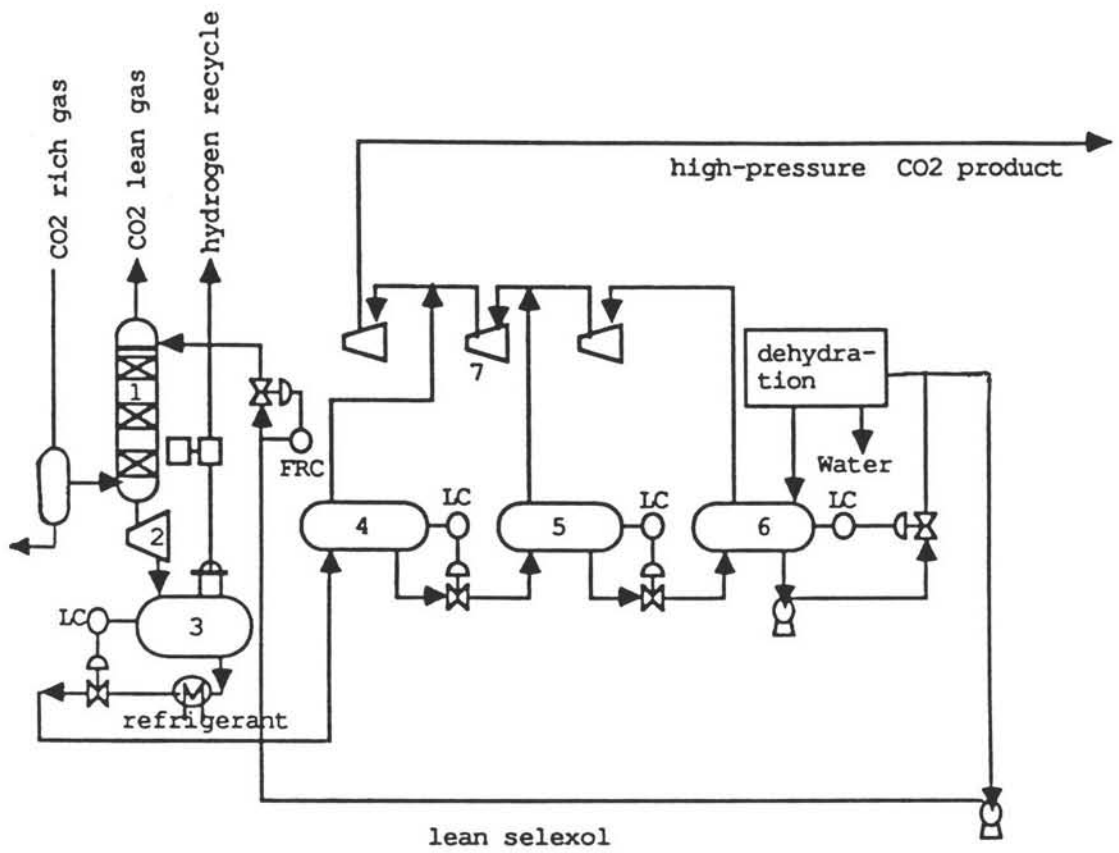 CO2 rich gas
CO2 lean gas
hydrogen recycle
high-pressure CO2 product
1
7
dehydra-
tion
FRC
Water
LC
LC
LC
4
5
6
2
LC
3
refrigerant
lean selexol